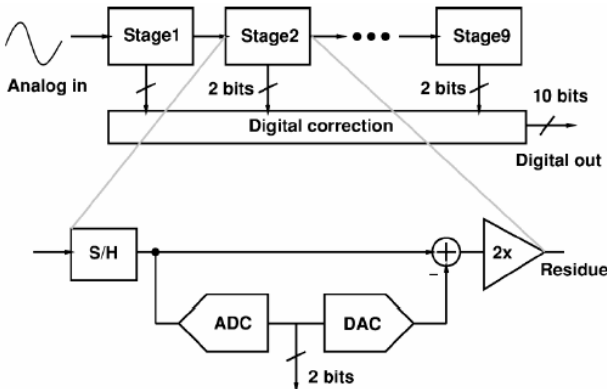 Stage1
Stage2
Stage9
Analog in
2 bits
2 bits
10 bits
Digital correction
Digital out
S/H
2x
Residue
ADC
DAC
2 bits